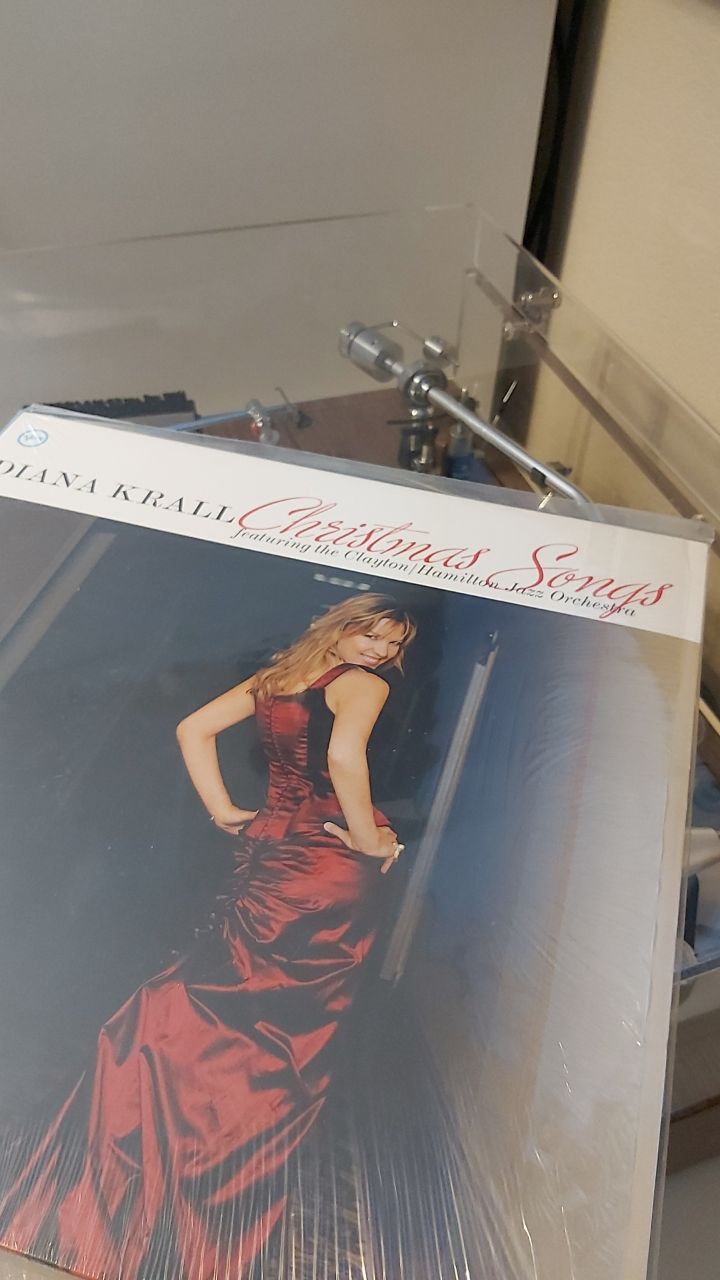 DIANA KRALL Christmas Songs
featuring the Clayton/Hamilton Jazz Orchestra